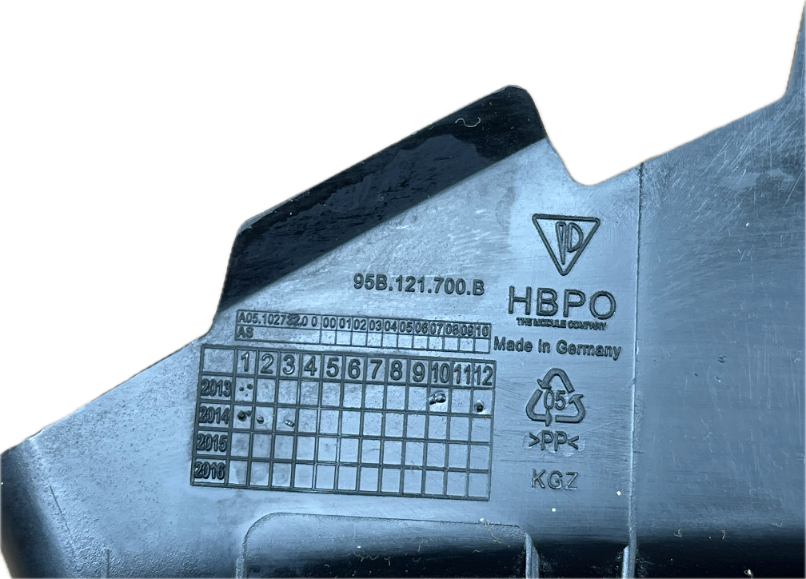 95B.121.700.B
HBPO
THE MODULE COMPANY
Made in Germany
00 01 02 03 04 05 06 07 08 09 10
AS
1 2 3 4 5 6 7 8 9 10 11 12
2013
2014
2015
2016
05
>PP<
KGZ